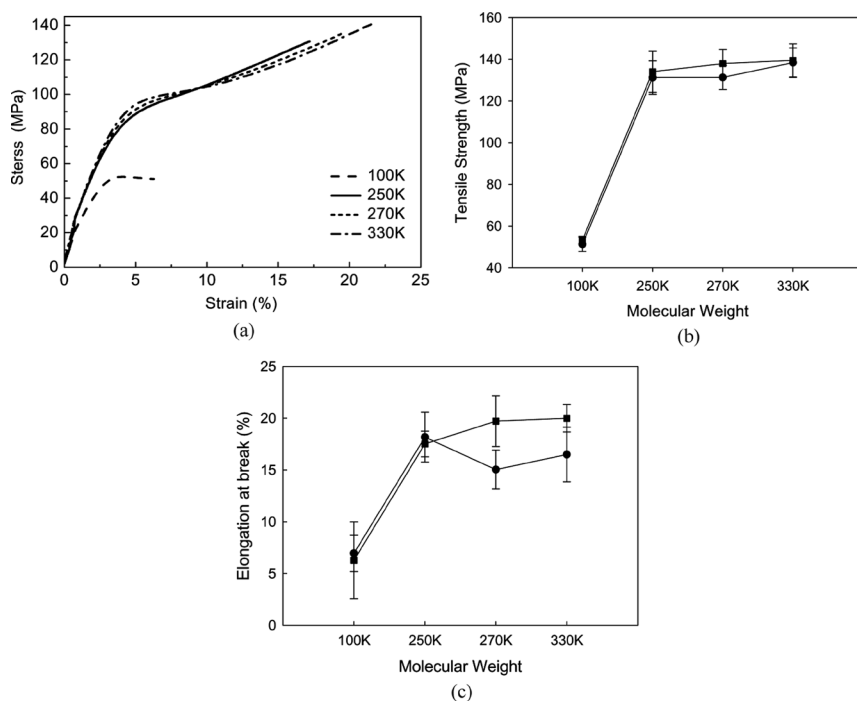 140
120
100
80
60
40
20
0
Sterss (MPa)
100K
250K
270K
330K
0 5 10 15 20 25
Strain (%)
(a)
160
140
120
100
80
60
40
Tensile Strength (MPa)
100K 250K 270K 330K
Molecular Weight
(b)
25
20
15
10
5
0
Elongation at break (%)
100K 250K 270K 330K
Molecular Weight
(c)